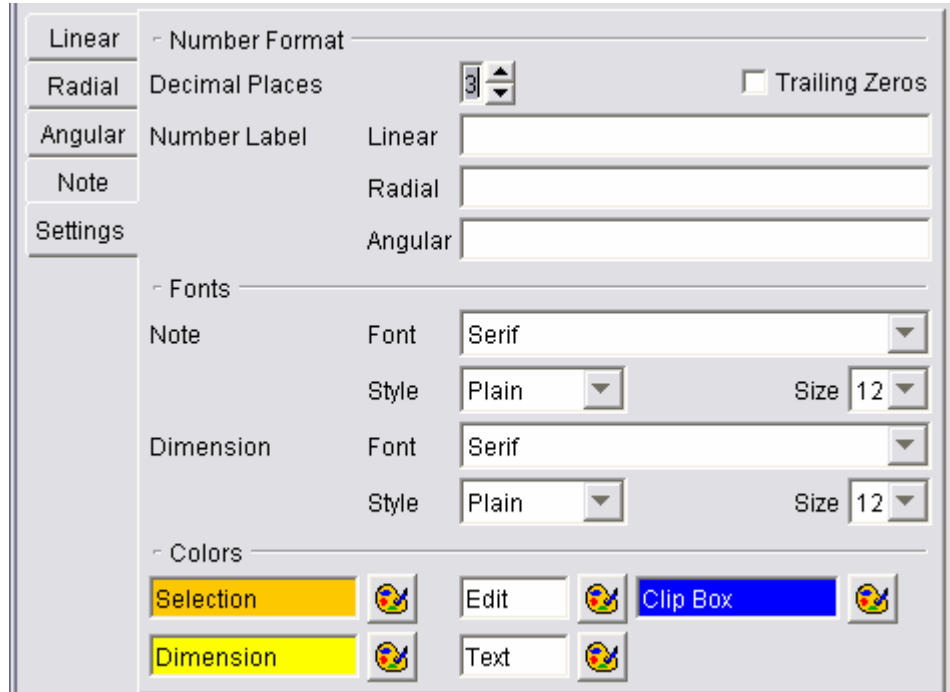 Linear
Radial
Angular
Note
Settings
Number Format
Decimal Places 3 Trailing Zeros
Number Label Linear
Radial
Angular
Fonts
Note Font Serif
Style Plain Size 12
Dimension Font Serif
Style Plain Size 12
Colors
Selection Edit Clip Box
Dimension Text